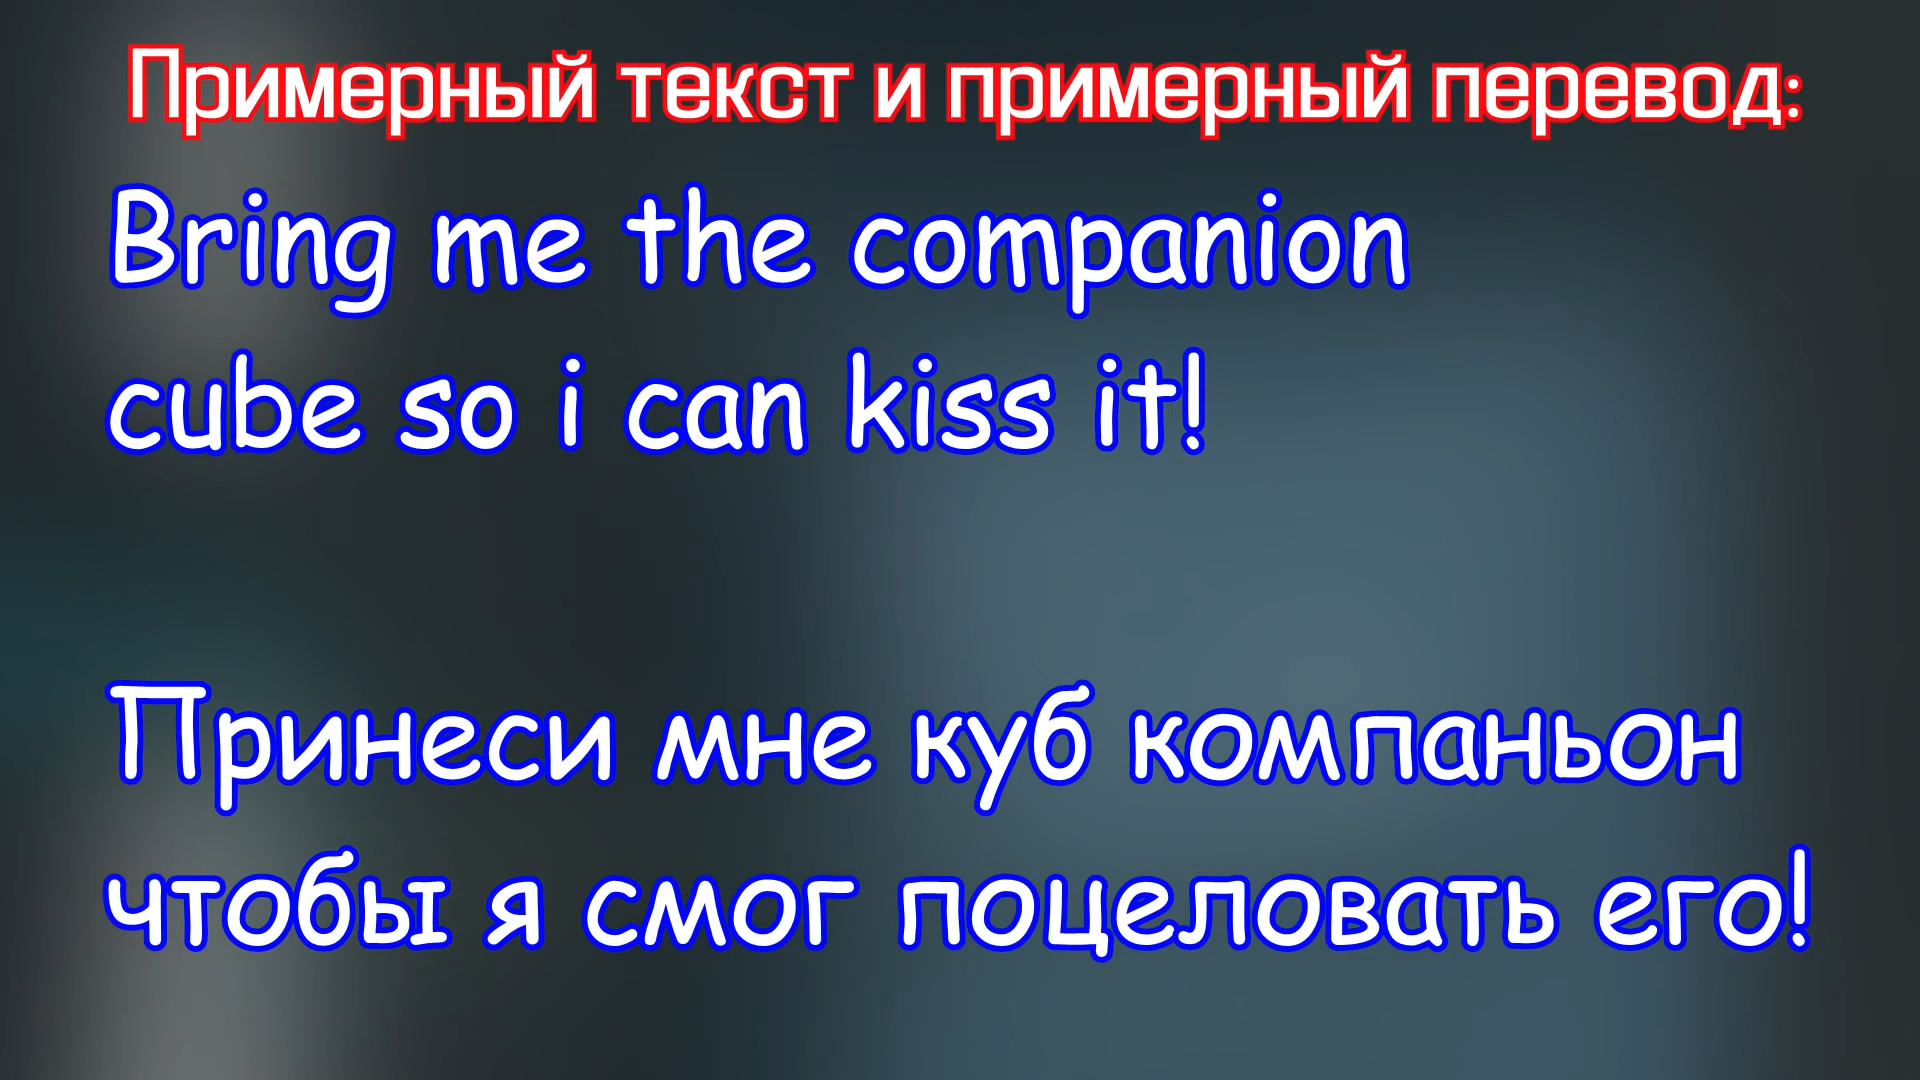 Примерный текст и примерный перевод:
Bring me the companion
cube so i can kiss it!
Принеси мне куб компаньон
чтобы я смог поцеловать его!